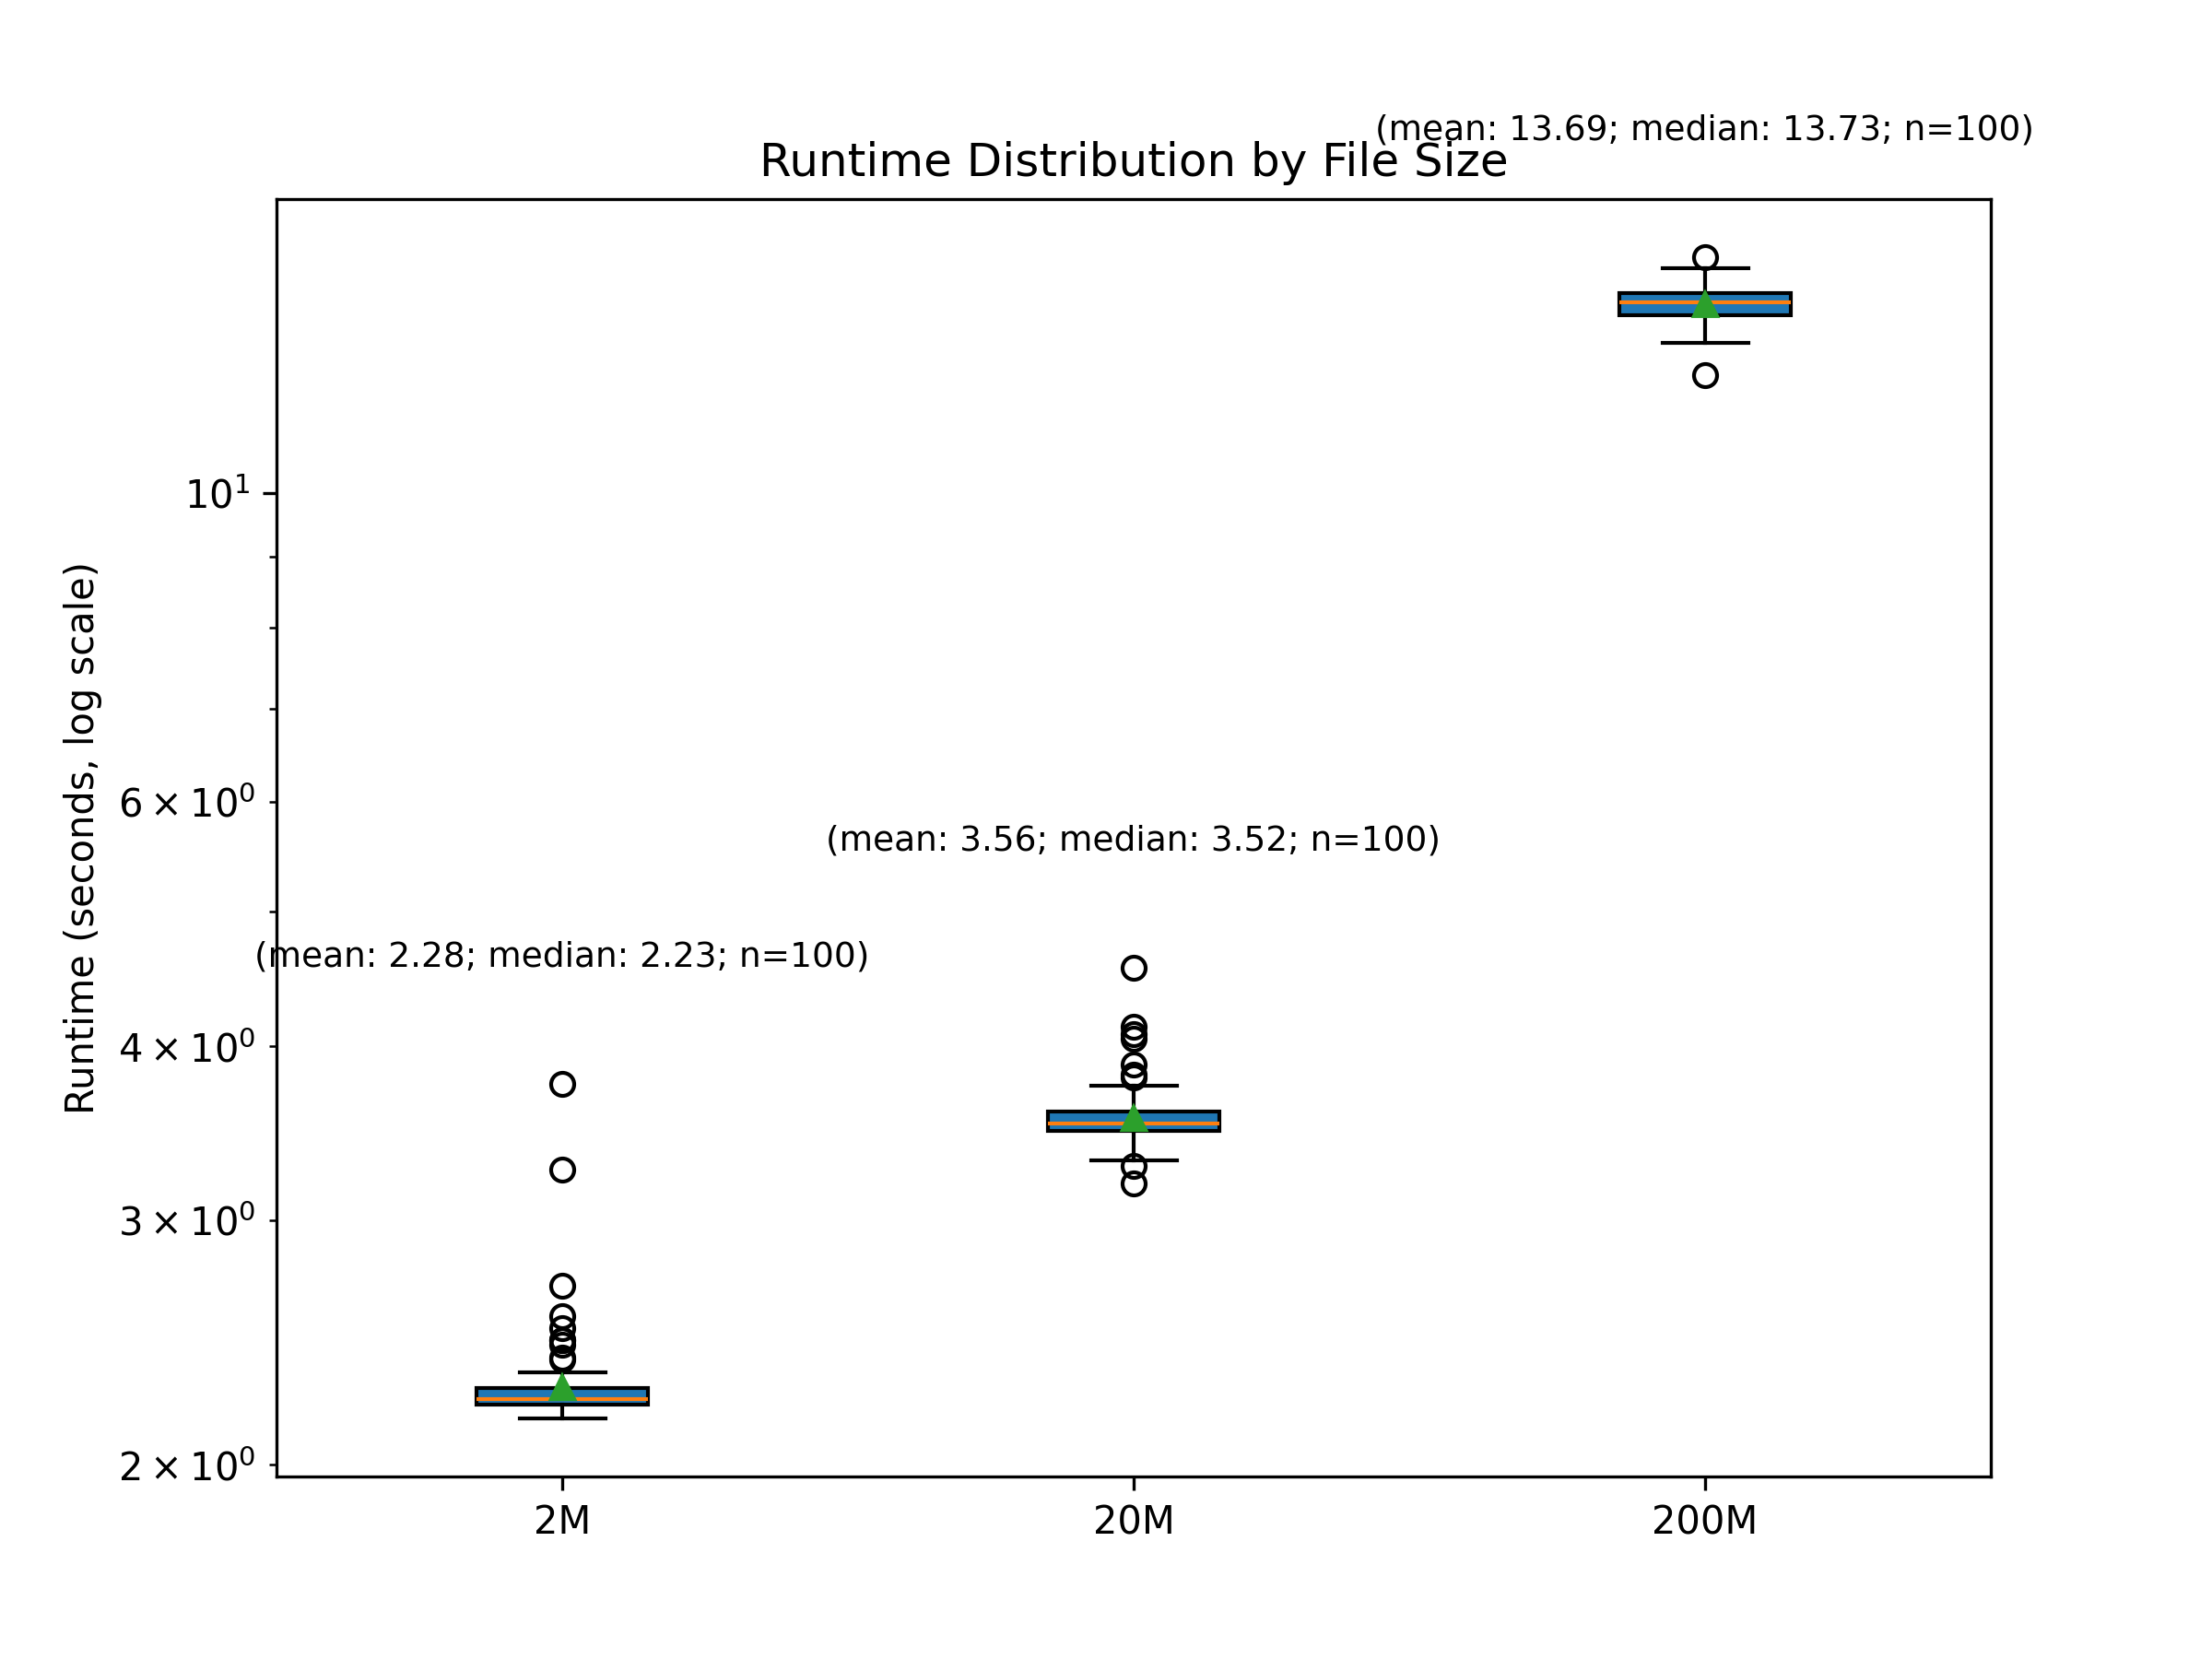 (mean: 13.69; median: 13.73; n=100)
Runtime Distribution by File Size
Runtime (seconds, log scale)
10¹
6 × 10⁰
(mean: 3.56; median: 3.52; n=100)
(mean: 2.28; median: 2.23; n=100)
4 × 10⁰
3 × 10⁰
2 × 10⁰
2M
20M
200M